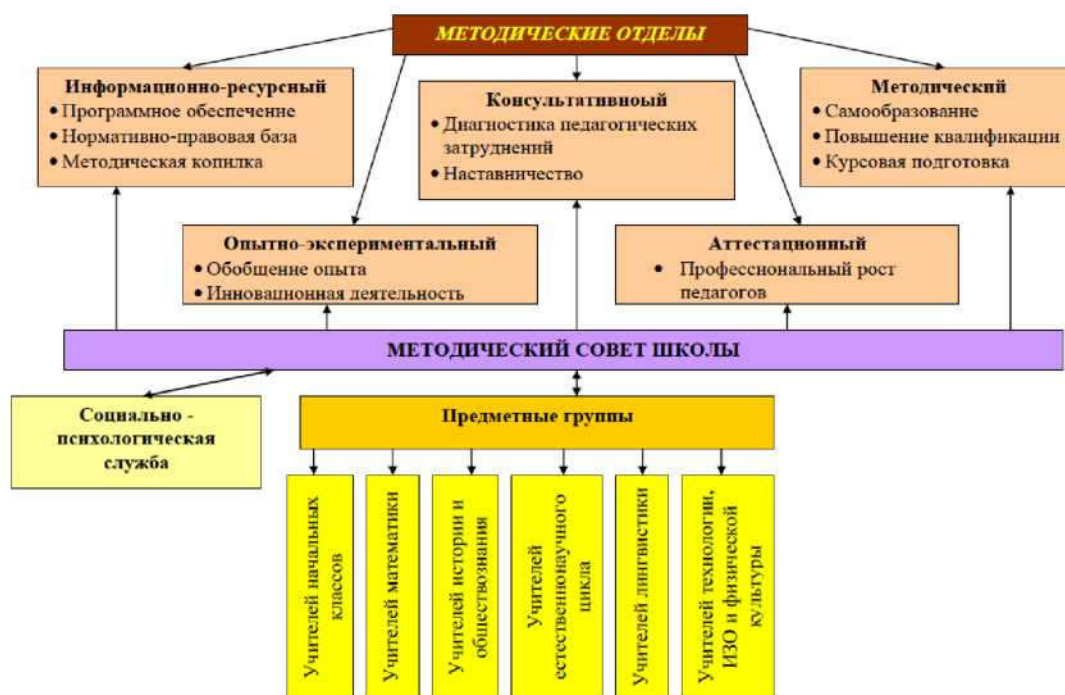 МЕТОДИЧЕСКИЕ ОТДЕЛЫ
Информационно-ресурсный
• Программное обеспечение
• Нормативно-правовая база
• Методическая копилка
Консультативноый
• Диагностика педагогических
затруднений
• Наставничество
Методический
• Самообразование
• Повышение квалификации
• Курсовая подготовка
Опытно-экспериментальный
• Обобщение опыта
• Инновационная деятельность
Аттестационный
• Профессиональный рост
педагогов
МЕТОДИЧЕСКИЙ СОВЕТ ШКОЛЫ
Социально -
психологическая
служба
Предметные группы
Учителей начальных
классов
Учителей математики
Учителей истории и
обществознания
Учителей
естественнонаучного
цикла
Учителей лингвистики
Учителей технологии,
ИЗО и физической
культуры